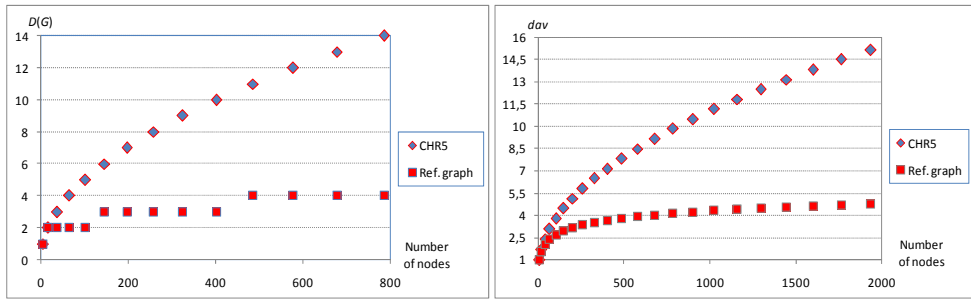 D(G)
14
12
10
8
6
4
2
0
0 200 400 600 800
Number
of nodes
CHR5
Ref. graph
dav
16
14,5
13
11,5
10
8,5
7
5,5
4
2,5
1
0 500 1000 1500 2000
Number
of nodes
CHR5
Ref. graph